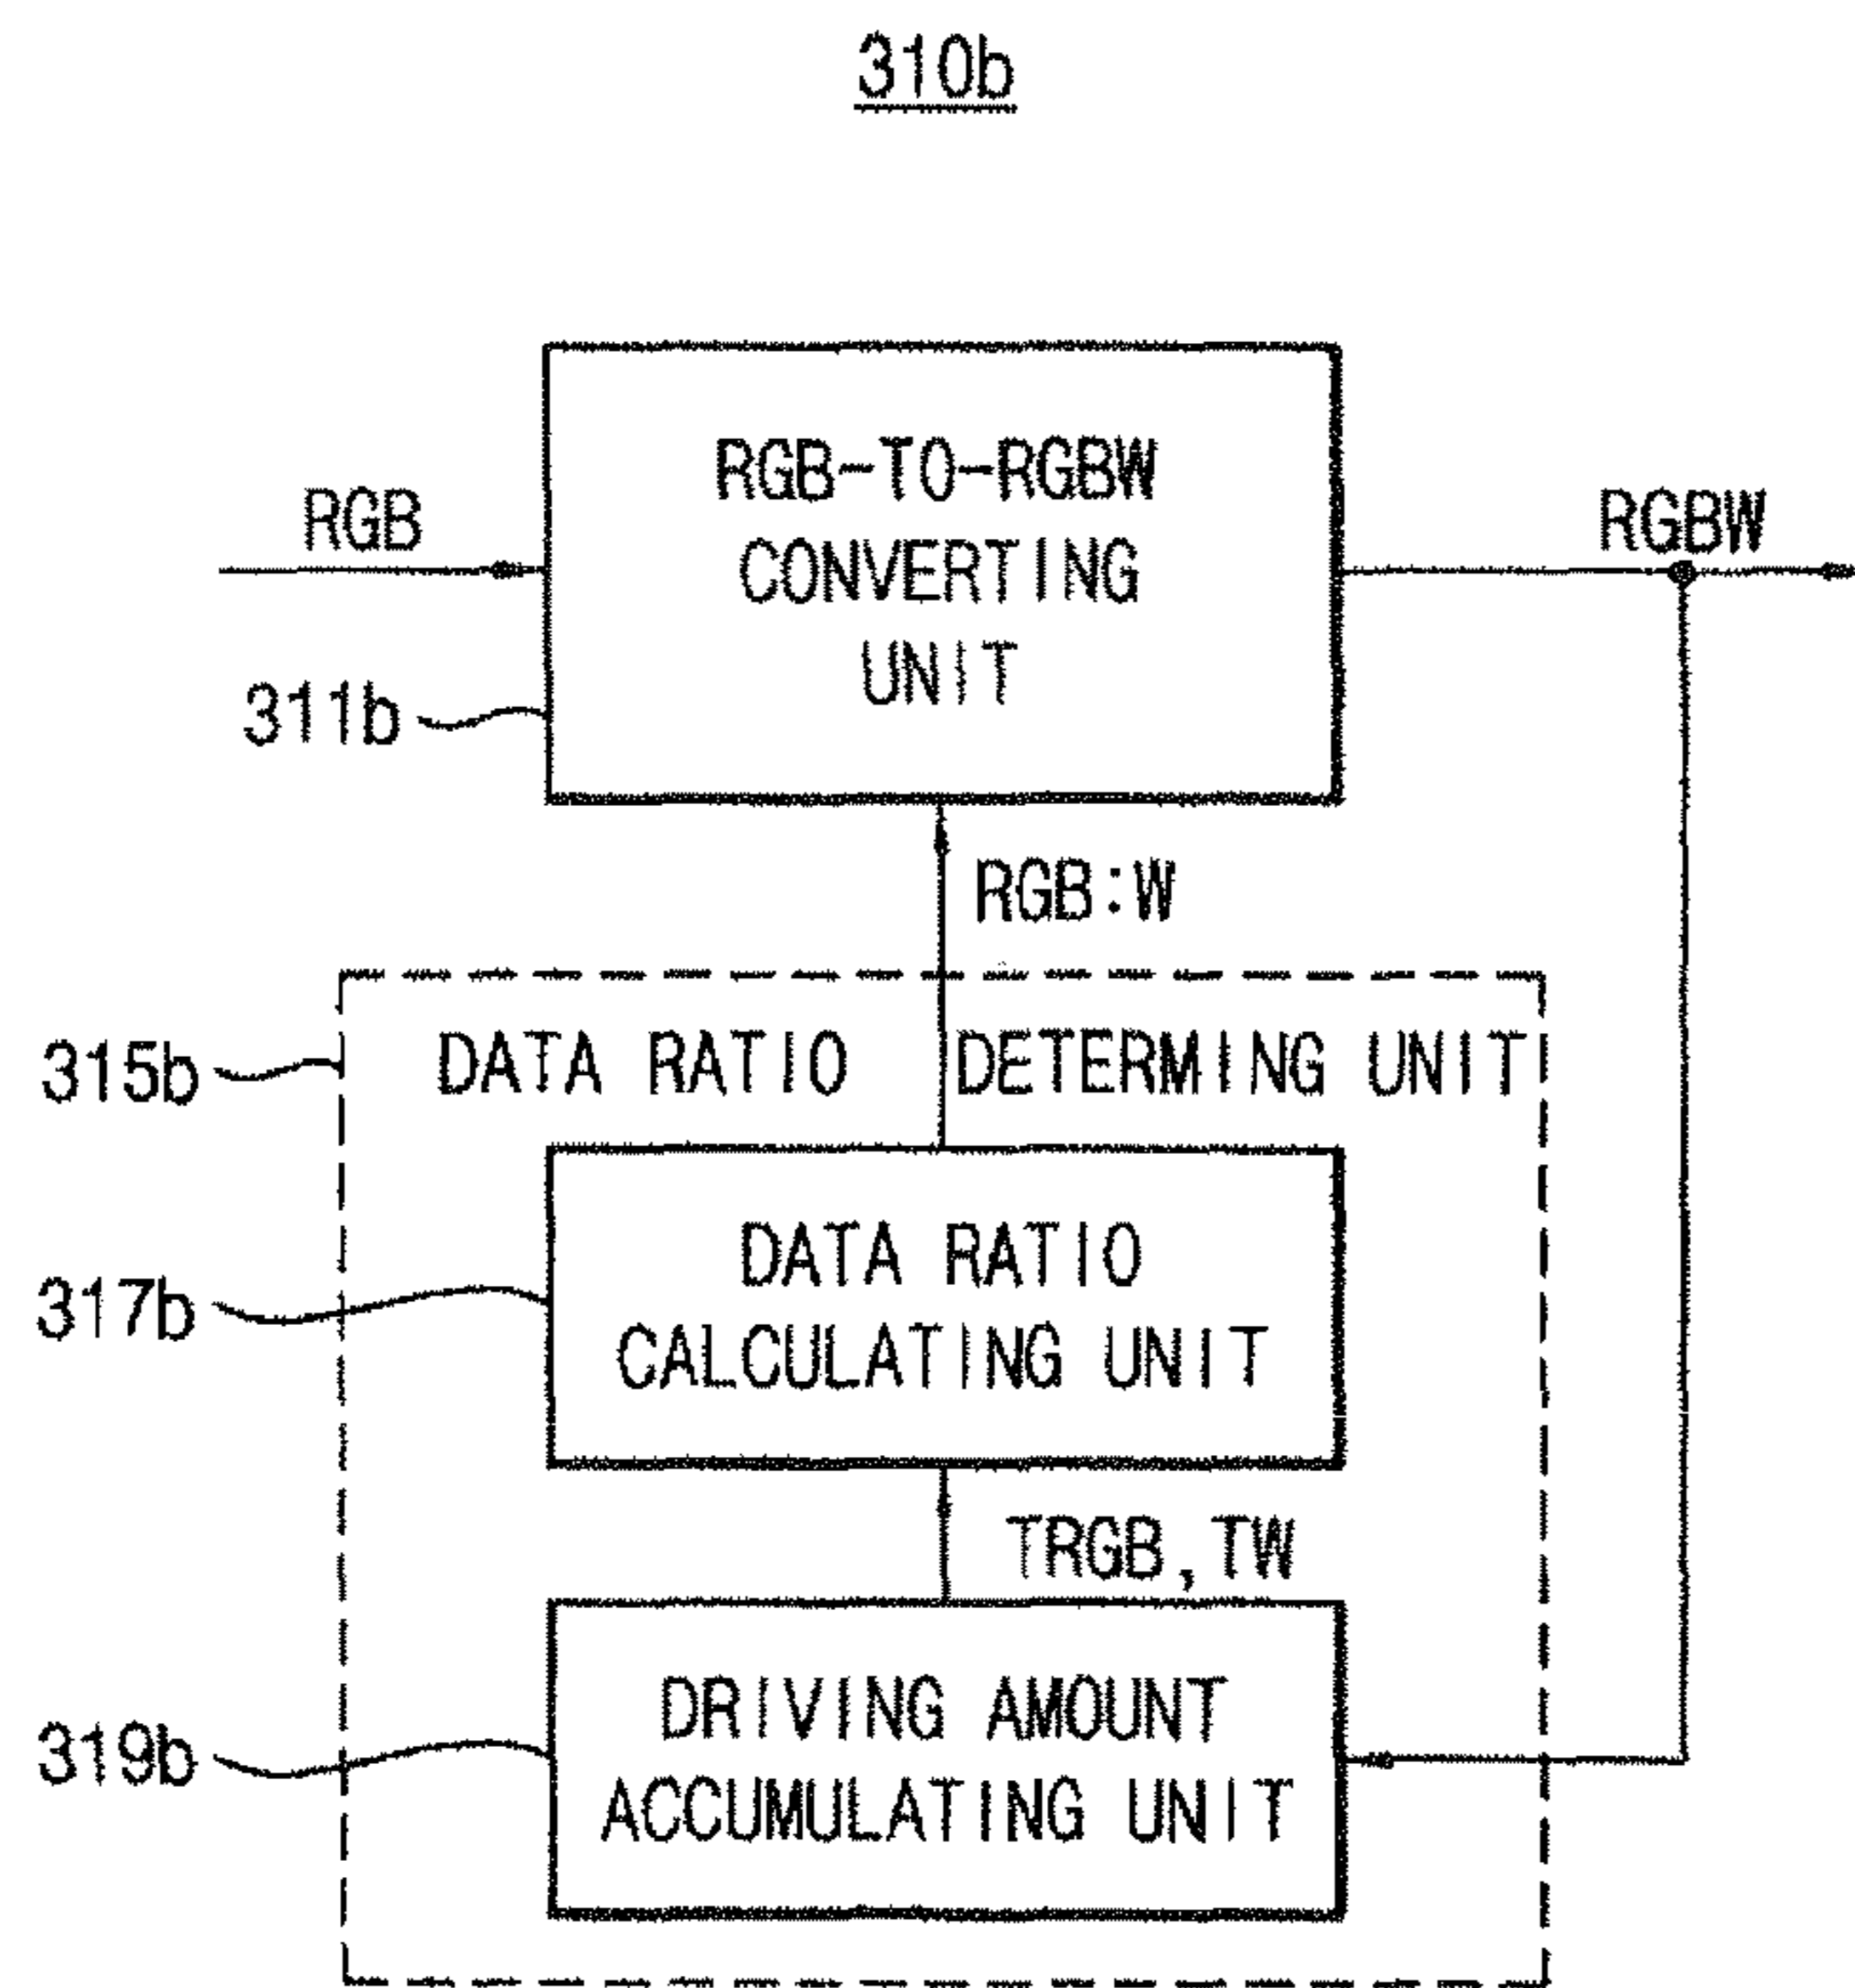 310b
RGB
RGB-TO-RGBW
CONVERTING
UNIT
RGBW
311b
RGB:W
315b
DATA RATIO DETERMING UNIT
317b
DATA RATIO
CALCULATING UNIT
TRGB,TW
319b
DRIVING AMOUNT
ACCUMULATING UNIT